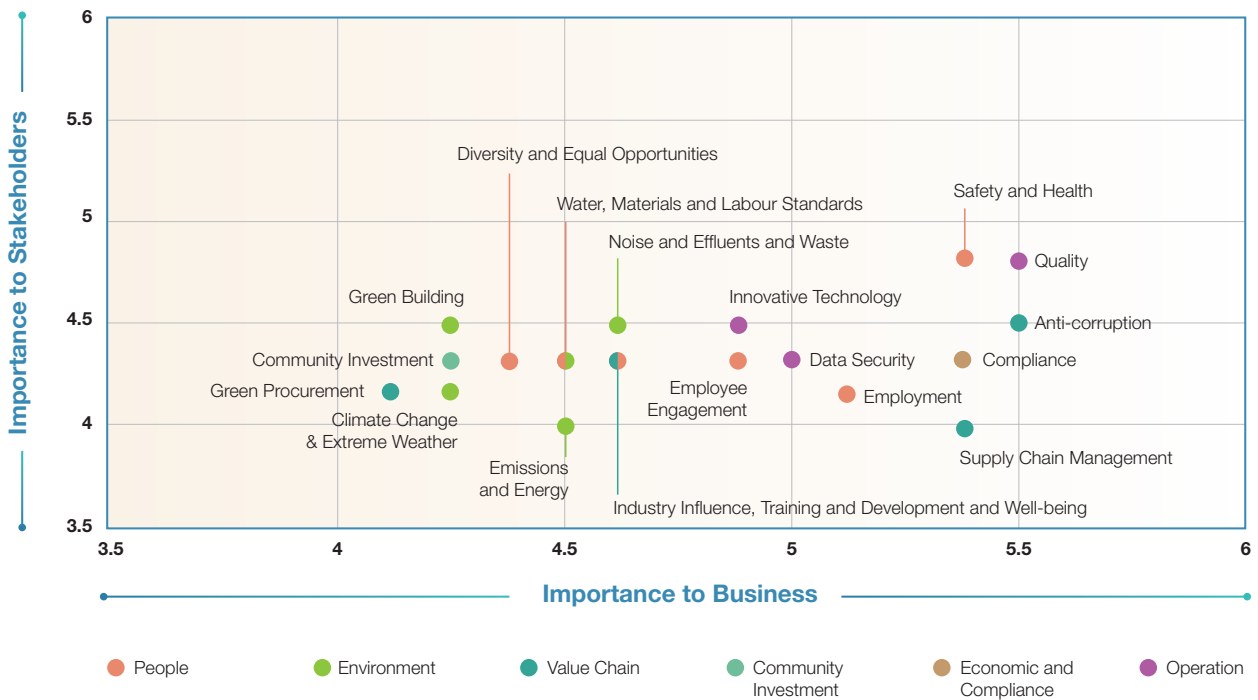 6
5.5
5
4.5
4
3.5
Importance to Stakeholders
Diversity and Equal Opportunities
Water, Materials and Labour Standards
Noise and Effluents and Waste
Safety and Health
Quality
Green Building
Innovative Technology
Anti-corruption
Community Investment
Data Security
Compliance
Green Procurement
Employee
Engagement
Employment
Climate Change
& Extreme Weather
Emissions
and Energy
Supply Chain Management
Industry Influence, Training and Development and Well-being
3.5
4
4.5
5
5.5
6
Importance to Business
People
Environment
Value Chain
Community
Investment
Economic and
Compliance
Operation